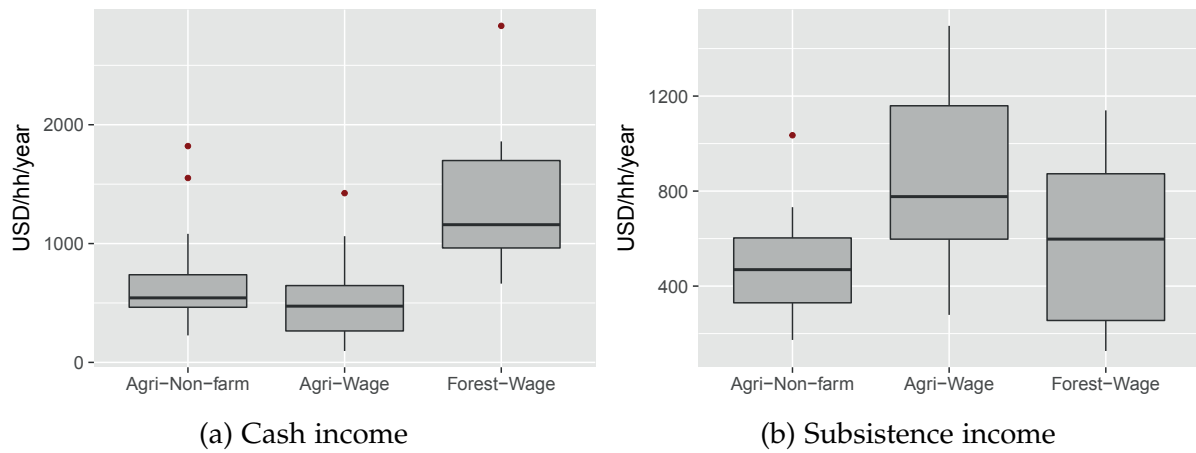 USD/hh/year
2000
1000
0
Agri−Non−farm Agri−Wage Forest−Wage
(a) Cash income
USD/hh/year
1200
800
400
Agri−Non−farm Agri−Wage Forest−Wage
(b) Subsistence income